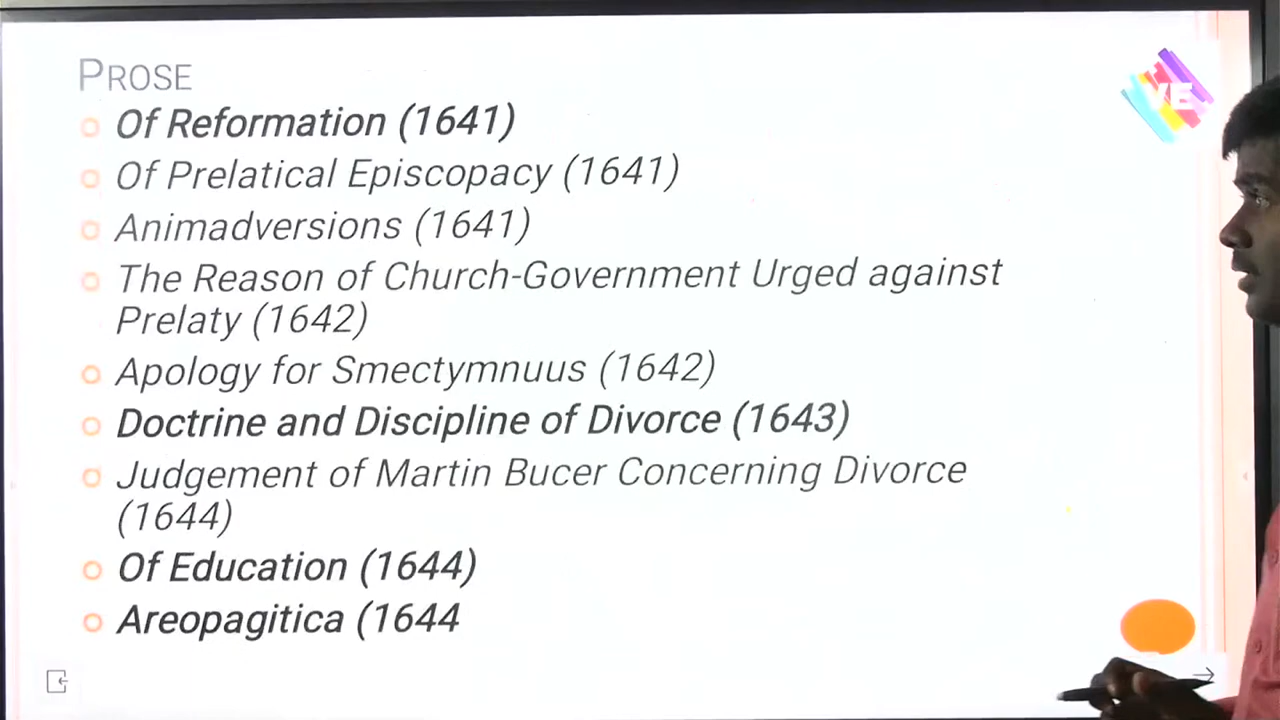 PROSE
Of Reformation (1641)
Of Prelatical Episcopacy (1641)
Animadversions (1641)
The Reason of Church-Government Urged against
Prelaty (1642)
Apology for Smectymnuus (1642)
Doctrine and Discipline of Divorce (1643)
Judgement of Martin Bucer Concerning Divorce
(1644)
Of Education (1644)
Areopagitica (1644
VE